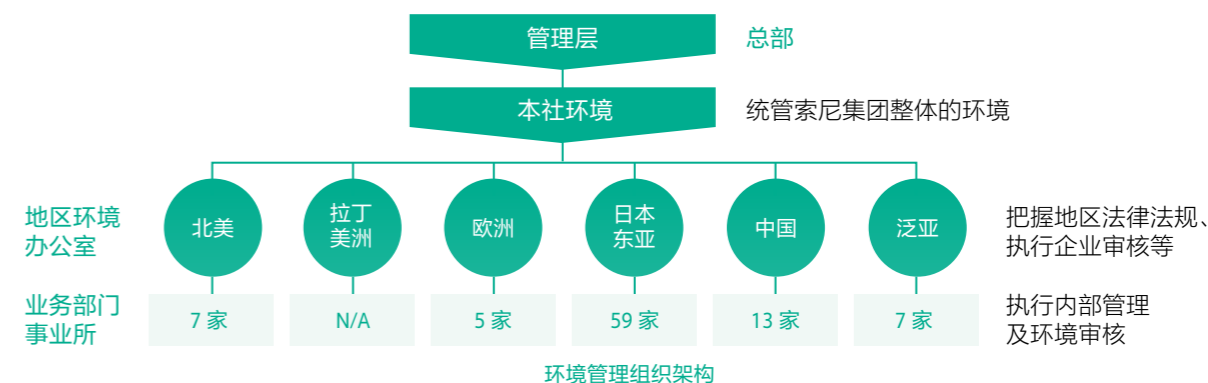 管理层
总部
本社环境
统管索尼集团整体的环境
地区环境
办公室
北美
拉丁
美洲
欧洲
日本
东亚
中国
泛亚
把握地区法律法规、
执行企业审核等
业务部门
事业所
7 家
N/A
5 家
59 家
13 家
7 家
执行内部管理
及环境审核
环境管理组织架构